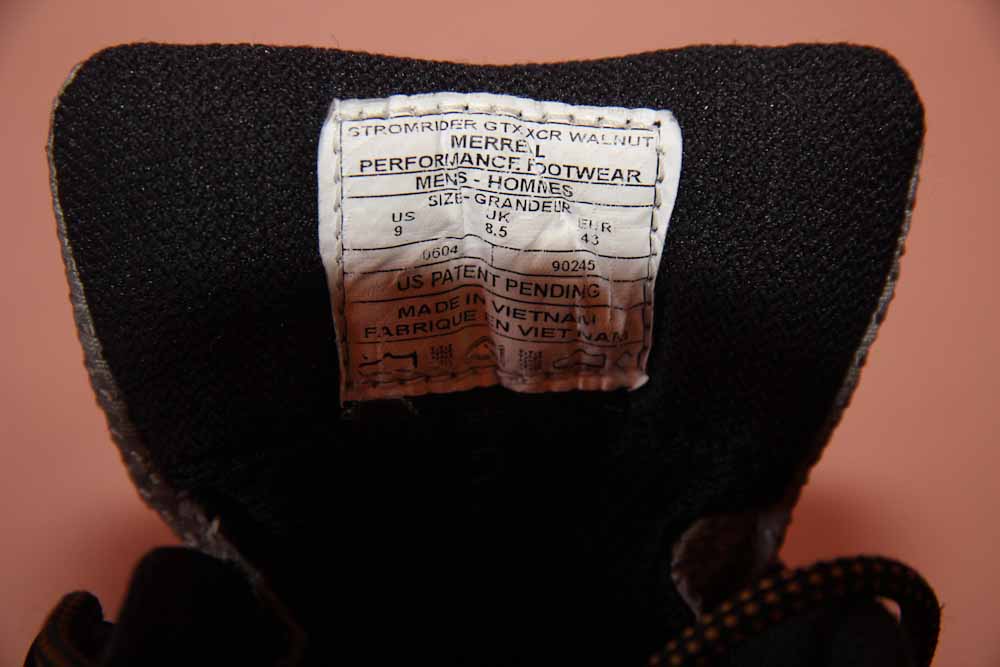 STROMRIDER GTX XCR WALNUT
MERRELL
PERFORMANCE FOOTWEAR
MENS - HOMMES
SIZE - GRANDEUR
US UK EUR
9 8.5 43
0604 90245
US PATENT PENDING
MADE IN VIETNAM
FABRIQUE EN VIETNAM